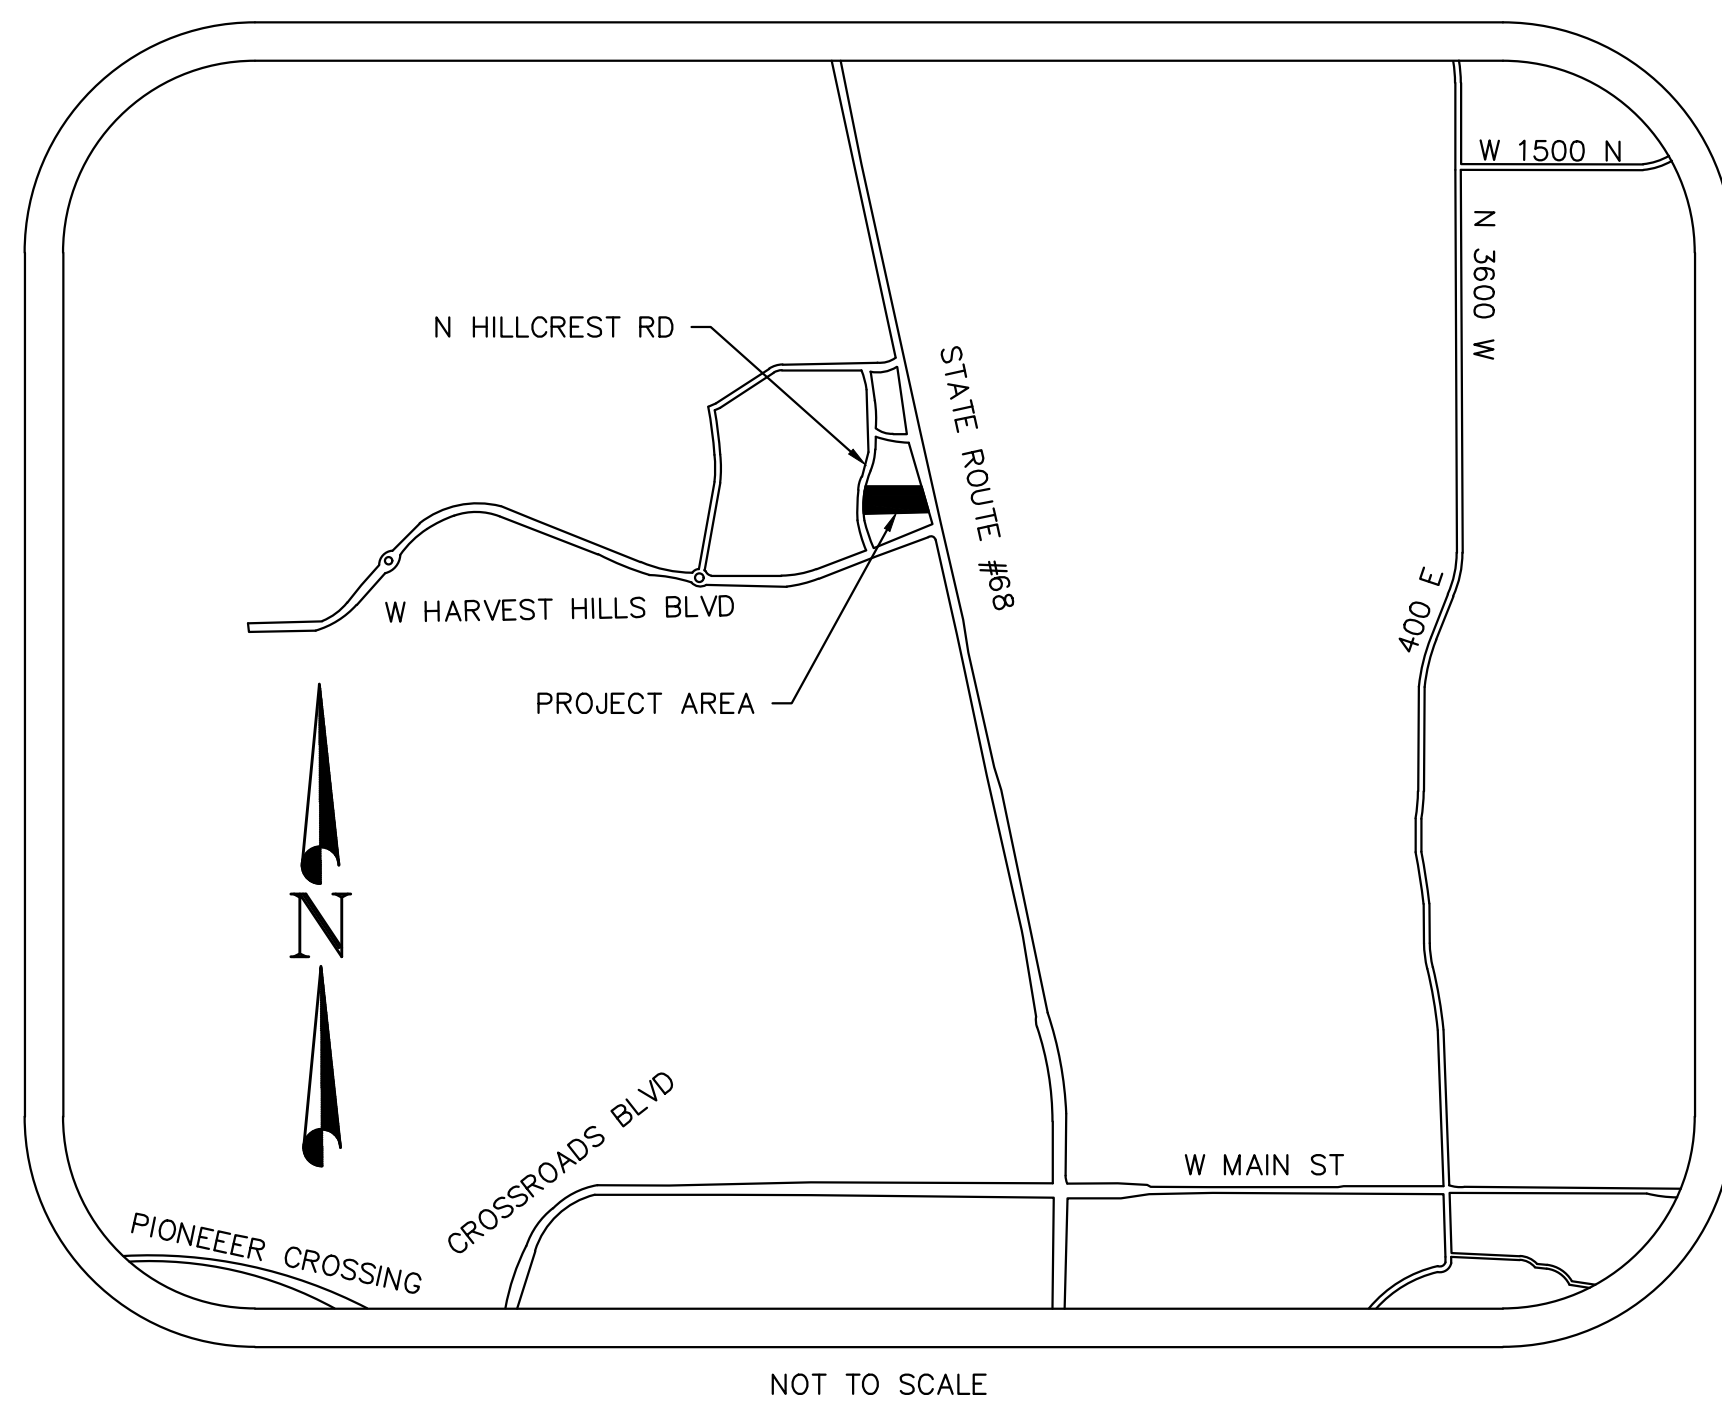 W 1500 N
N 3600 W
N HILLCREST RD
STATE ROUTE #68
400 E
W HARVEST HILLS BLVD
PROJECT AREA
N
CROSSROADS BLVD
W MAIN ST
PIONEEER CROSSING
NOT TO SCALE